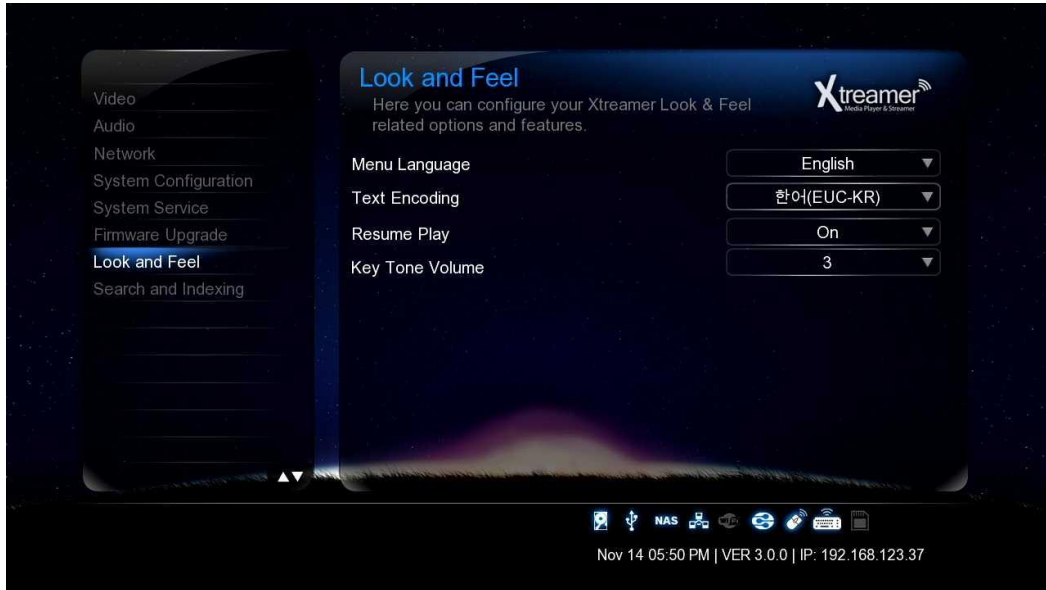 Video
Audio
Network
System Configuration
System Service
Firmware Upgrade
Look and Feel
Search and Indexing
Look and Feel
Here you can configure your Xtreamer Look & Feel
related options and features.
Xtreamer
Media Player & Streamer
Menu Language English
Text Encoding 한어(EUC-KR)
Resume Play On
Key Tone Volume 3
NAS
Nov 14 05:50 PM | VER 3.0.0 | IP: 192.168.123.37